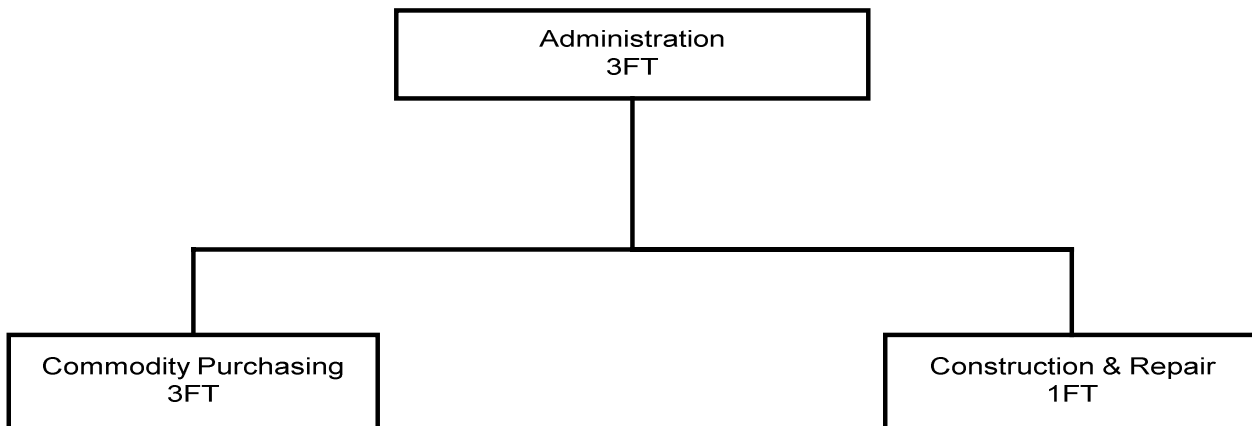 Administration
3FT
Commodity Purchasing
3FT
Construction & Repair
1FT